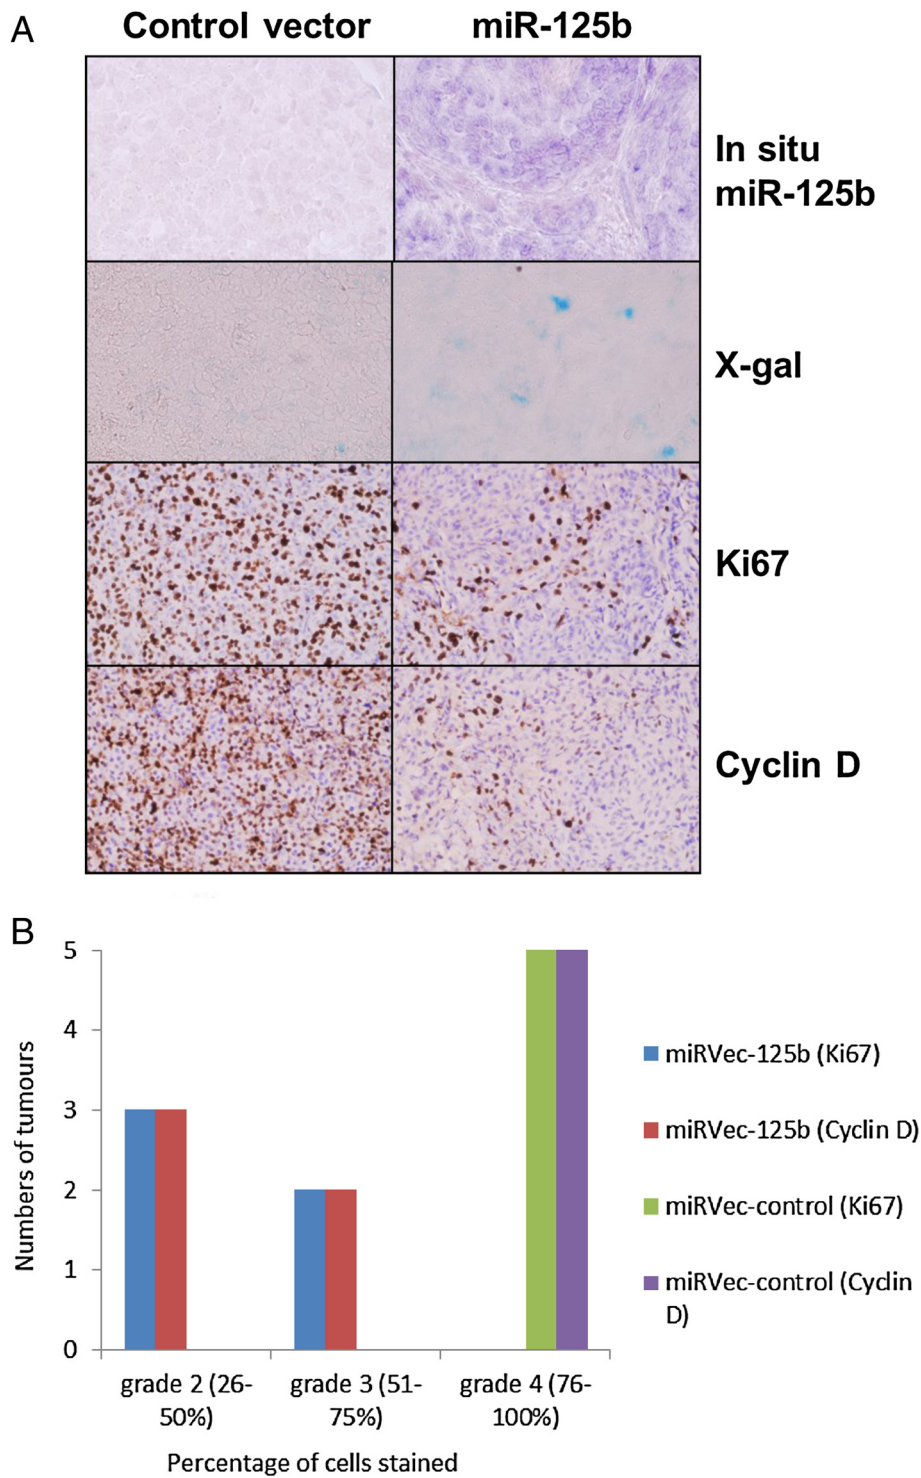 A
Control vector
miR-125b
In situ
miR-125b
X-gal
Ki67
Cyclin D
B
5
4
3
2
1
0
Numbers of tumours
grade 2 (26-
50%)
grade 3 (51-
75%)
grade 4 (76-
100%)
Percentage of cells stained
miRVec-125b (Ki67)
miRVec-125b (Cyclin D)
miRVec-control (Ki67)
miRVec-control (Cyclin
D)